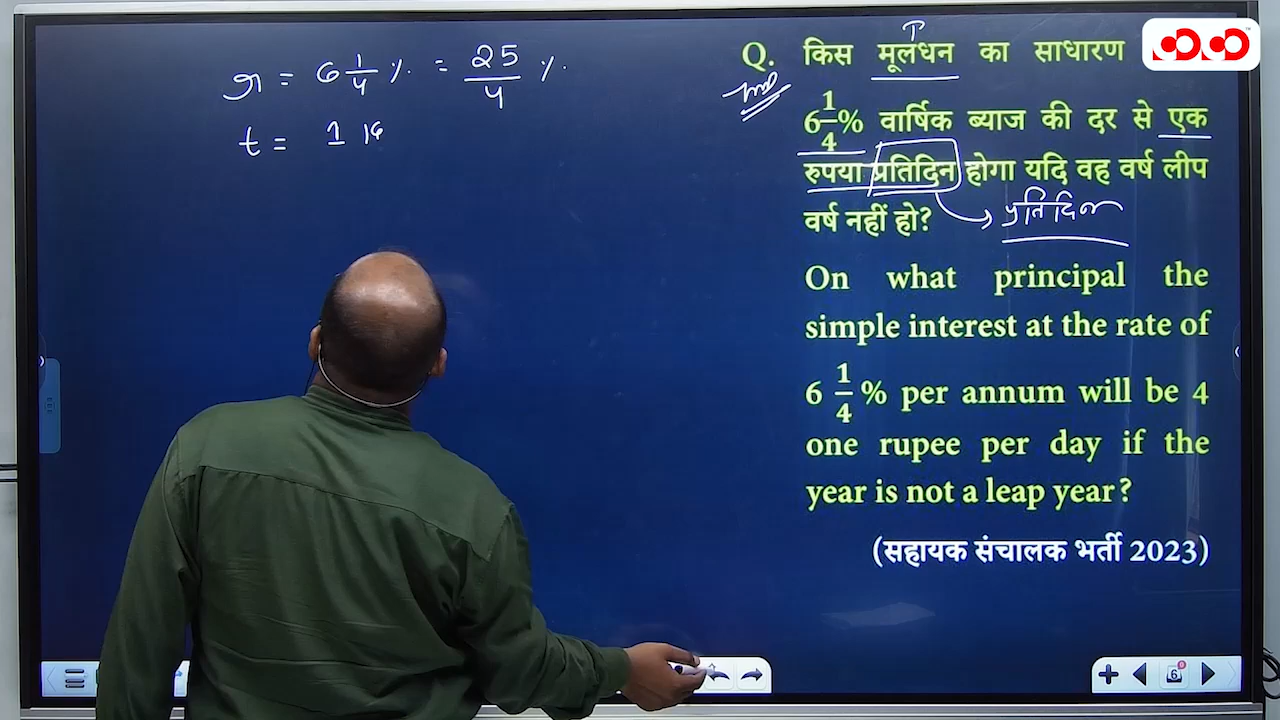 r = 6 1/4 % = 25/4 %
t = 1
P
Q. किस मूलधन का साधारण
Imp
6 1/4% वार्षिक ब्याज की दर से एक
रुपया प्रतिदिन होगा यदि वह वर्ष लीप
वर्ष नहीं हो?
प्रतिदिन
On what principal the
simple interest at the rate of
6 1/4 % per annum will be 4
one rupee per day if the
year is not a leap year?
(सहायक संचालक भर्ती 2023)
6